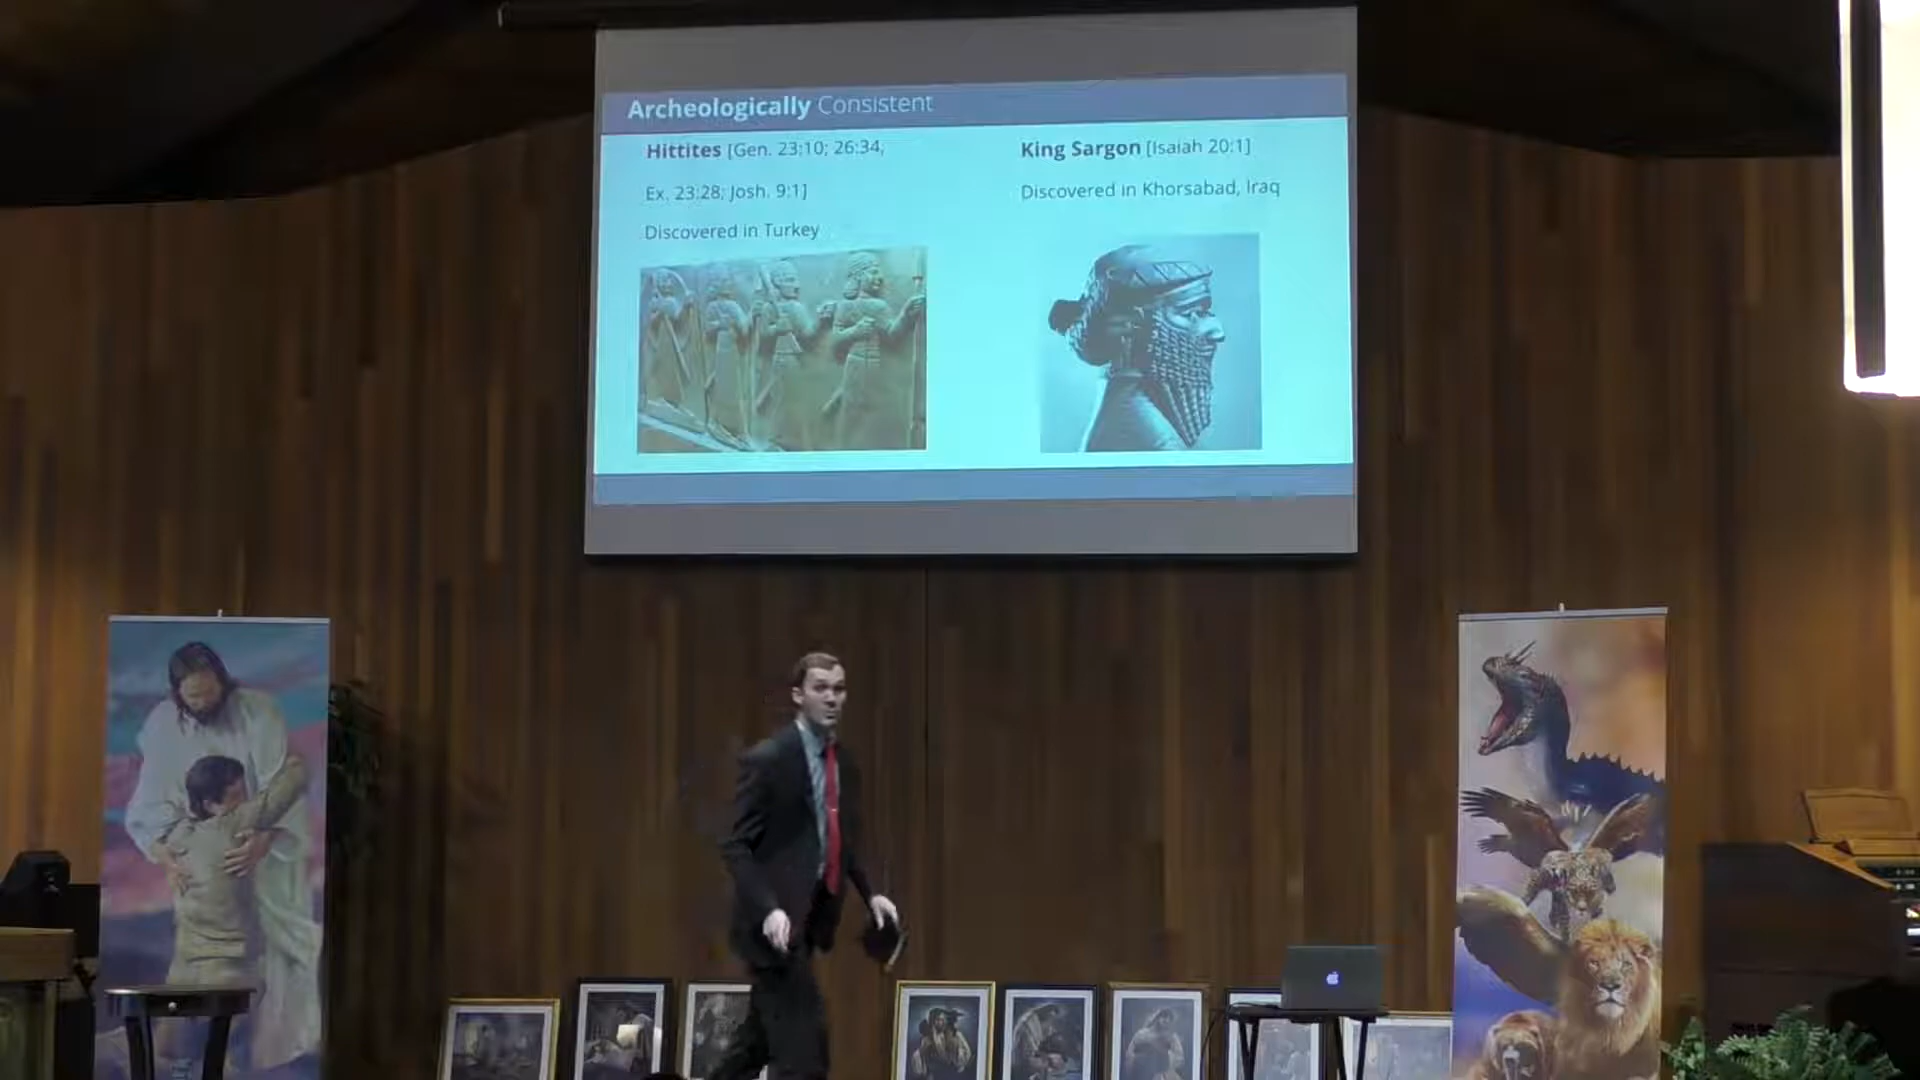 Archeologically Consistent
Hittites [Gen. 23:10; 26:34,
Ex. 23:28; Josh. 9:1]
Discovered in Turkey
King Sargon [Isaiah 20:1]
Discovered in Khorsabad, Iraq